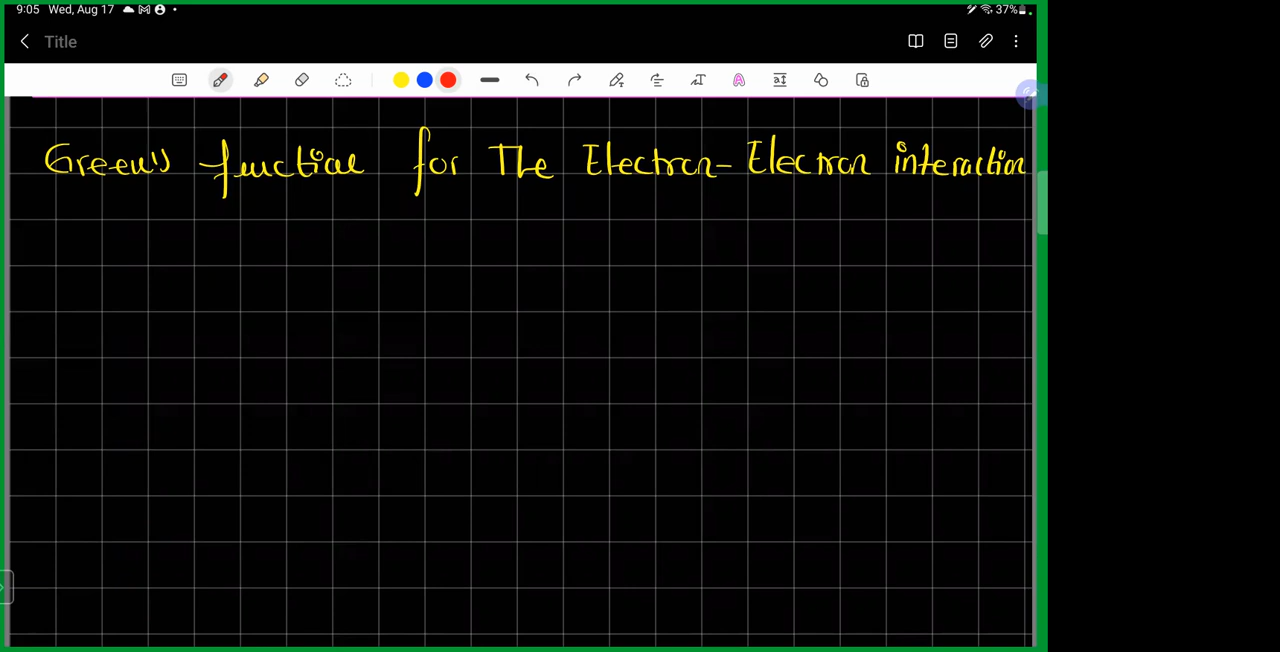 9:05 Wed, Aug 17
37%
Title
Green's function for The Electron-Electron interaction